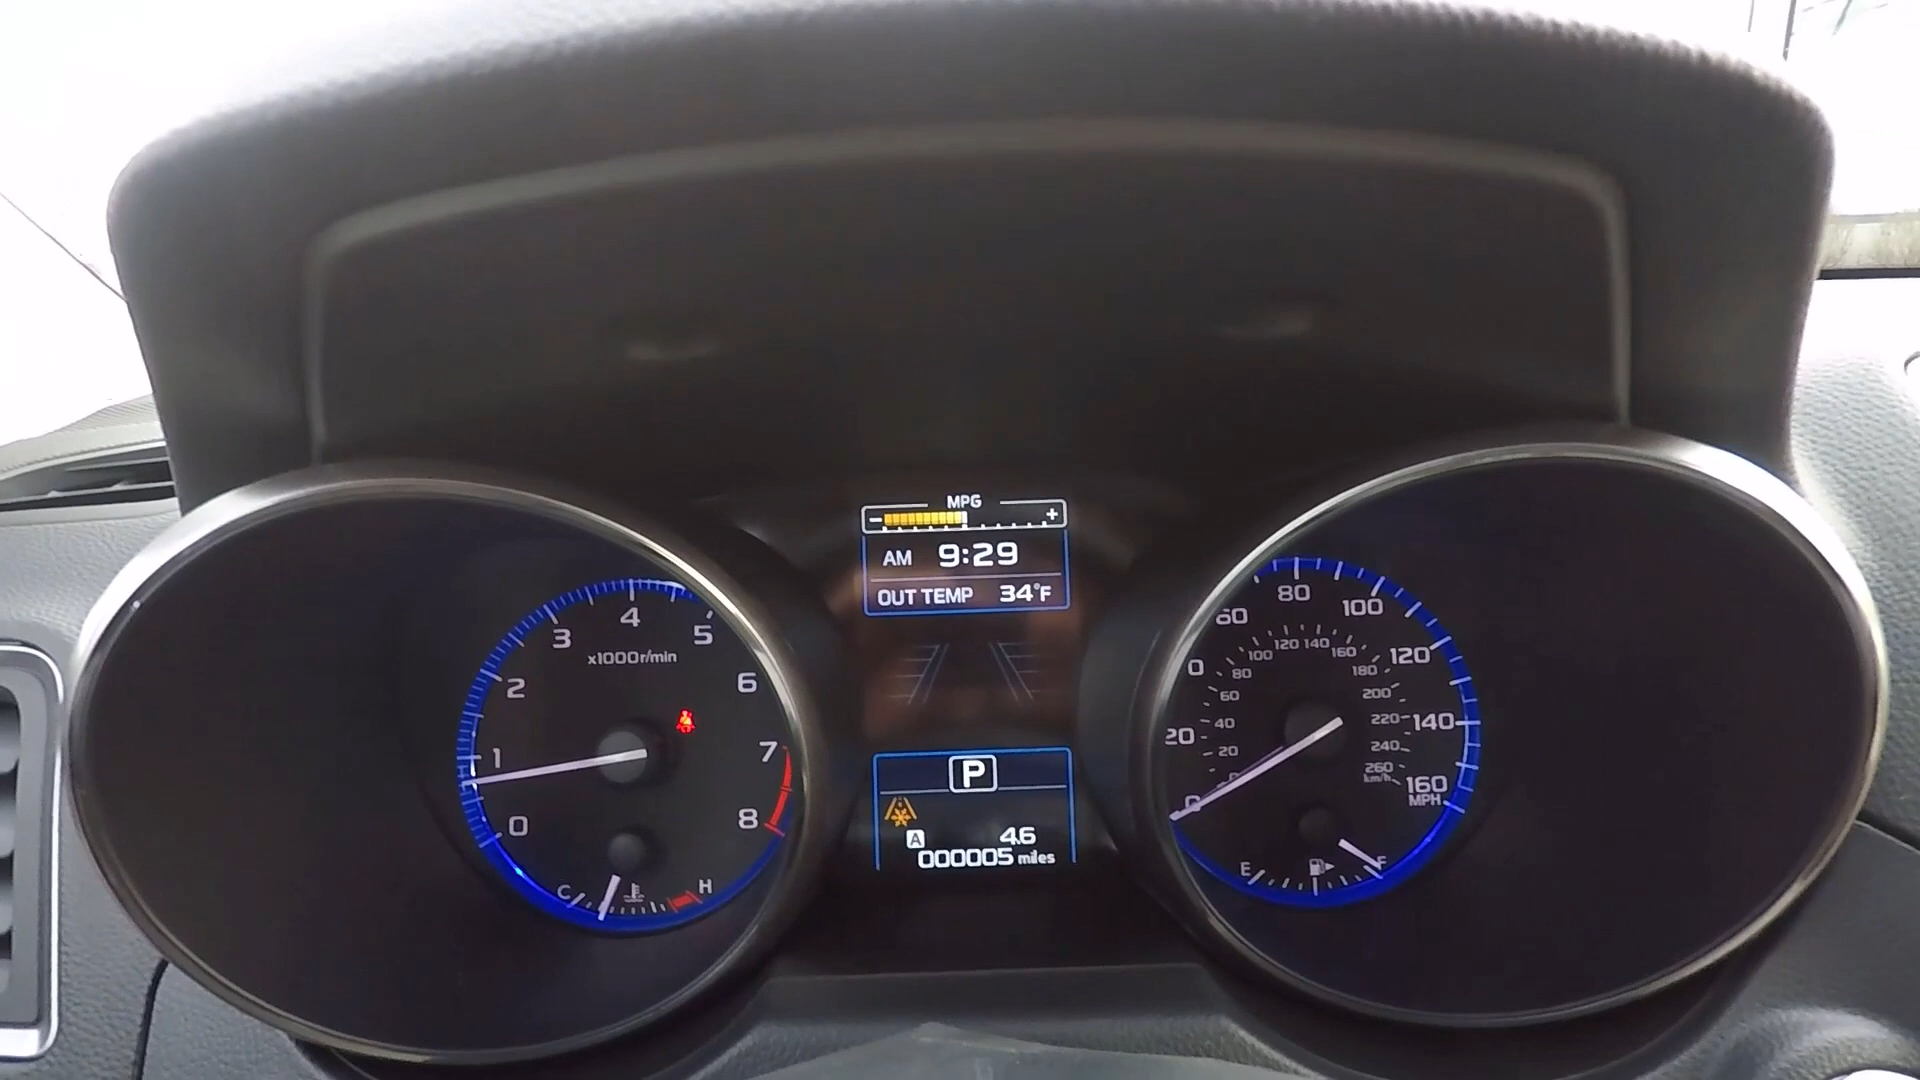 MPG
- +
AM 9:29
OUT TEMP 34°F
P
A 4.6
000005 miles
0
1
2
3
4
5
6
7
8
x1000r/min
C H
0
20
0
60
80
100
120
140
160
MPH
20
40
60
80
100
120
140
160
180
200
220
240
260
km/h
E F